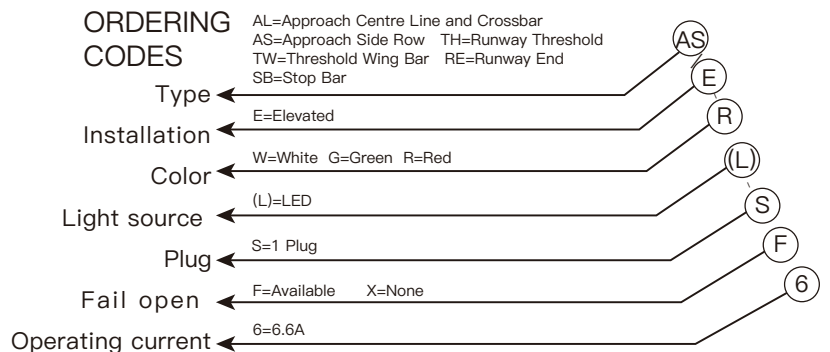 ORDERING
CODES
AL=Approach Centre Line and Crossbar
AS=Approach Side Row TH=Runway Threshold
TW=Threshold Wing Bar RE=Runway End
SB=Stop Bar
AS
Type
E
E=Elevated
Installation
R
W=White G=Green R=Red
Color
(L)
(L)=LED
Light source
S
S=1 Plug
Plug
F
F=Available X=None
Fail open
6
6=6.6A
Operating current